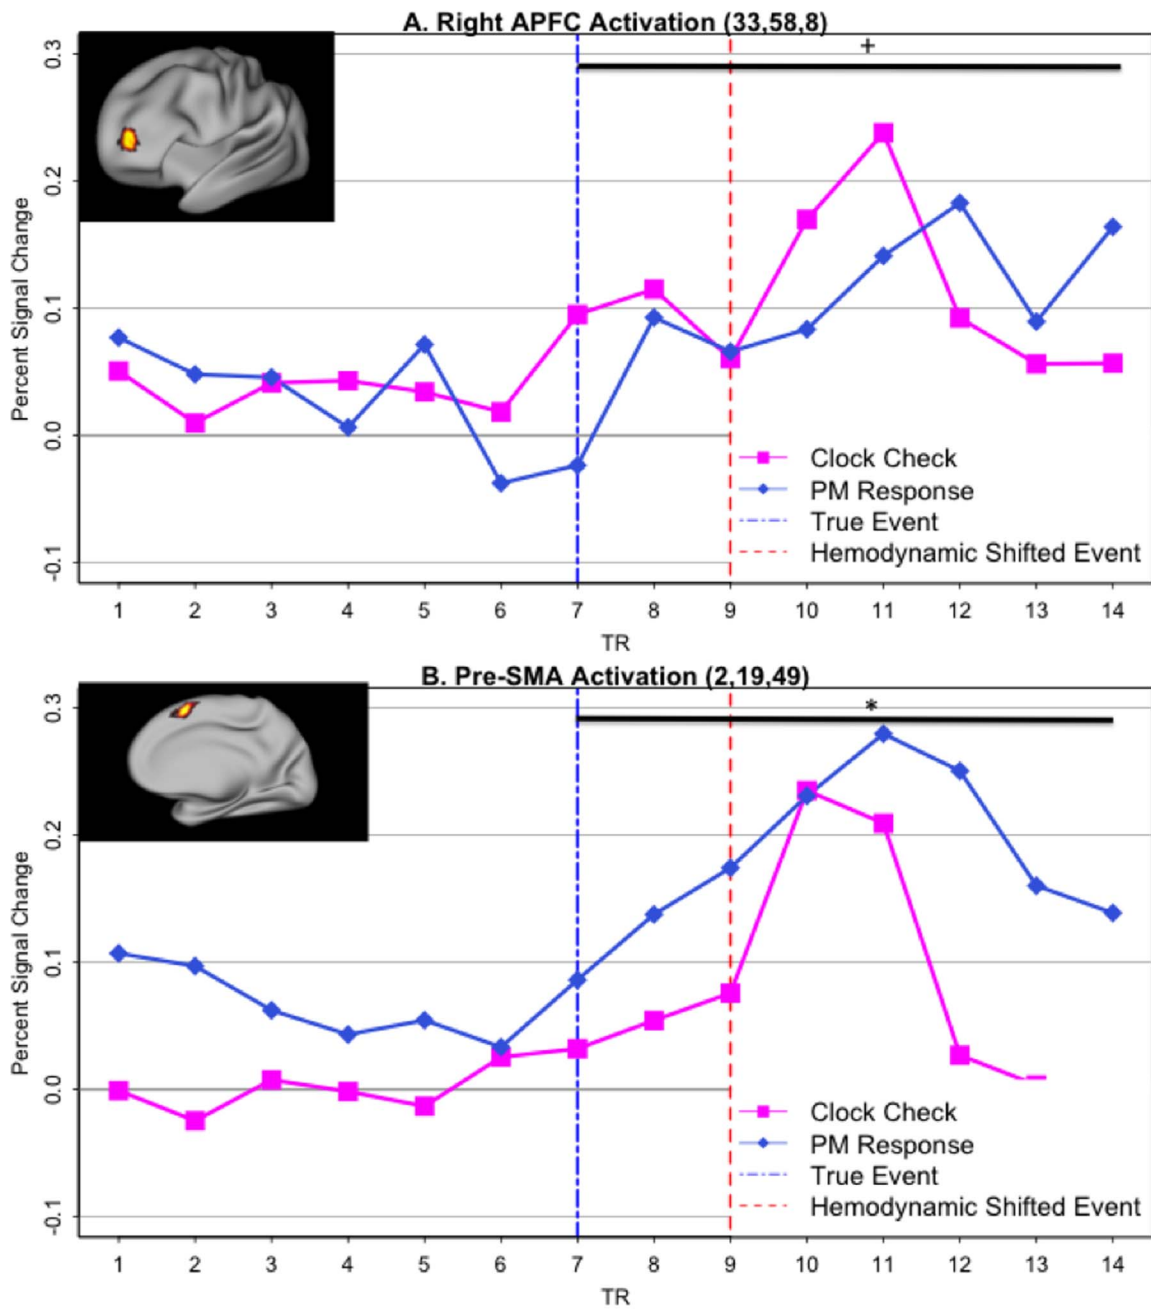 A. Right APFC Activation (33,58,8)
+
0.3
0.2
0.1
0.0
-0.1
Percent Signal Change
Clock Check
PM Response
True Event
Hemodynamic Shifted Event
1 2 3 4 5 6 7 8 9 10 11 12 13 14
TR
B. Pre-SMA Activation (2,19,49)
*
0.3
0.2
0.1
0.0
-0.1
Percent Signal Change
Clock Check
PM Response
True Event
Hemodynamic Shifted Event
1 2 3 4 5 6 7 8 9 10 11 12 13 14
TR